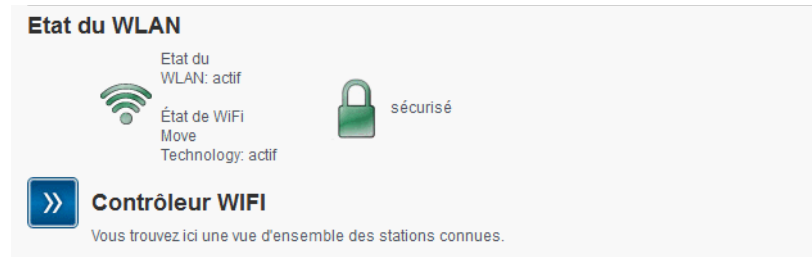 Etat du WLAN
Etat du
WLAN: actif
État de WiFi
Move
Technology: actif
sécurisé
Contrôleur WIFI
Vous trouvez ici une vue d'ensemble des stations connues.